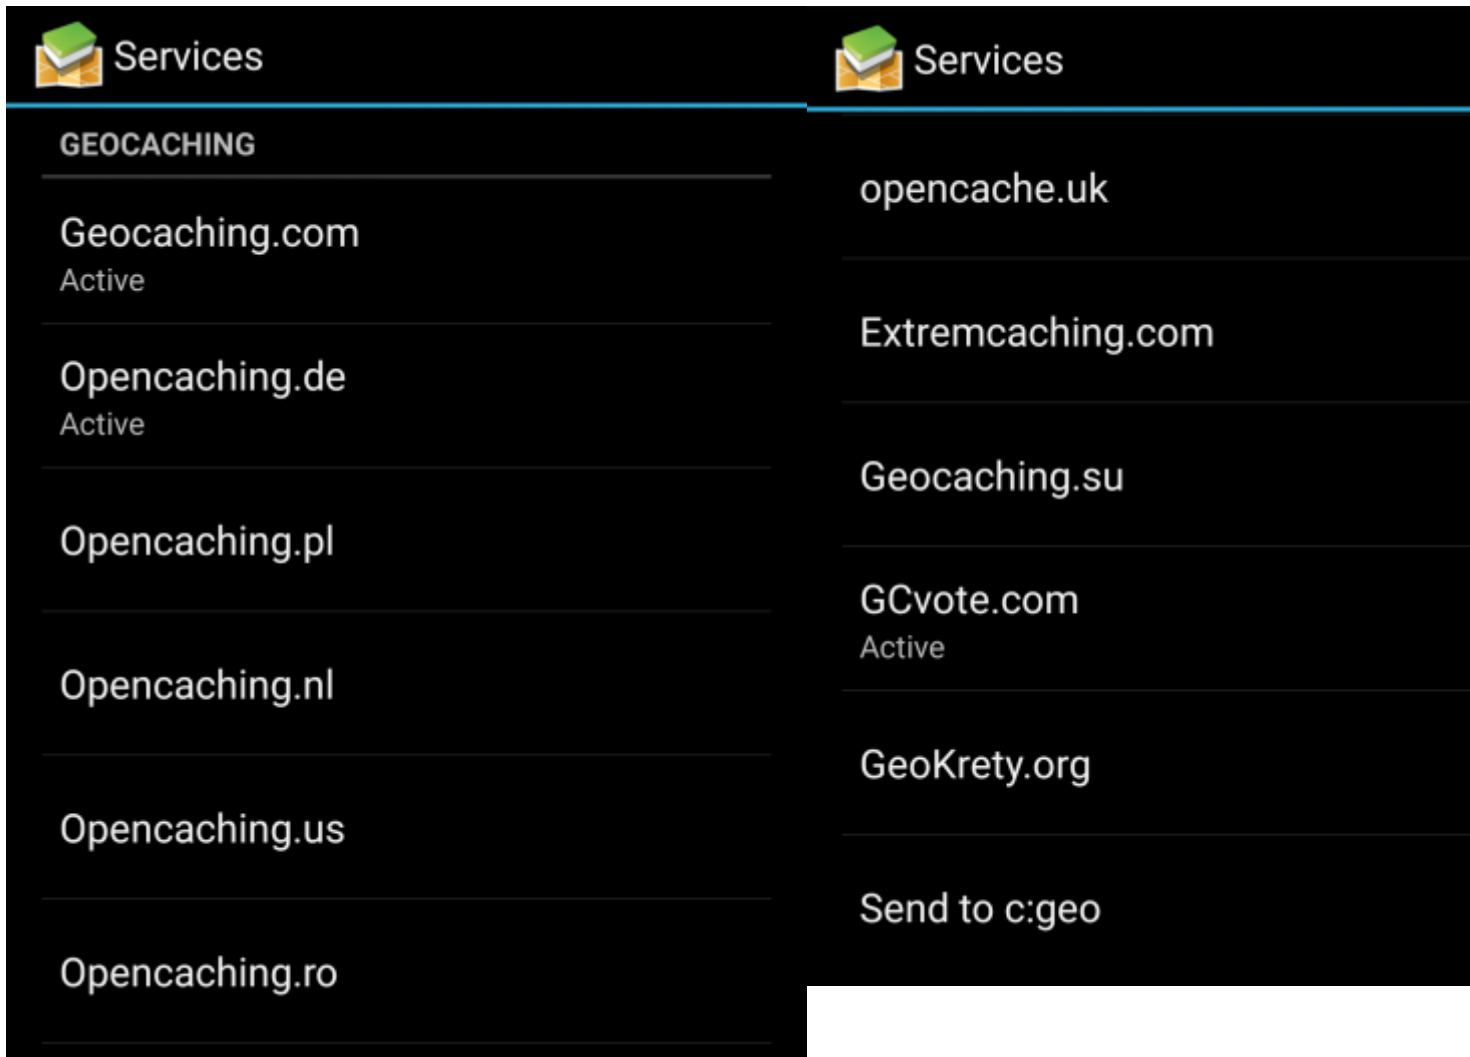 Services
GEOCACHING
Geocaching.com
Active
Opencaching.de
Active
Opencaching.pl
Opencaching.nl
Opencaching.us
Opencaching.ro
Services
opencache.uk
Extremcaching.com
Geocaching.su
GCvote.com
Active
GeoKrety.org
Send to c:geo